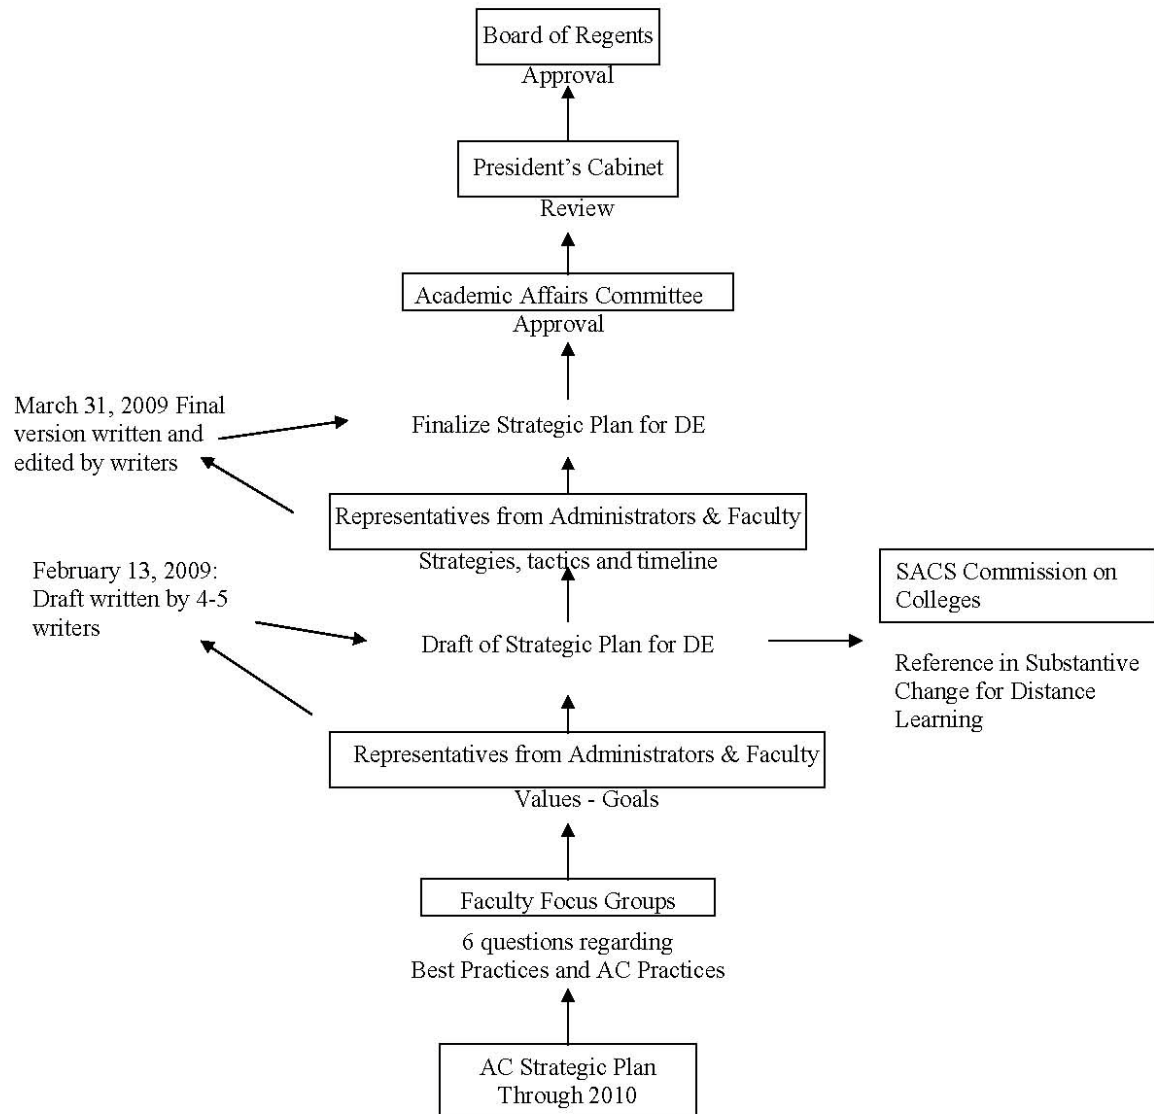 Board of Regents
Approval
President’s Cabinet
Review
Academic Affairs Committee
Approval
March 31, 2009 Final
version written and
edited by writers
Finalize Strategic Plan for DE
Representatives from Administrators & Faculty
Strategies, tactics and timeline
February 13, 2009:
Draft written by 4-5
writers
Draft of Strategic Plan for DE
SACS Commission on
Colleges
Reference in Substantive
Change for Distance
Learning
Representatives from Administrators & Faculty
Values - Goals
Faculty Focus Groups
6 questions regarding
Best Practices and AC Practices
AC Strategic Plan
Through 2010